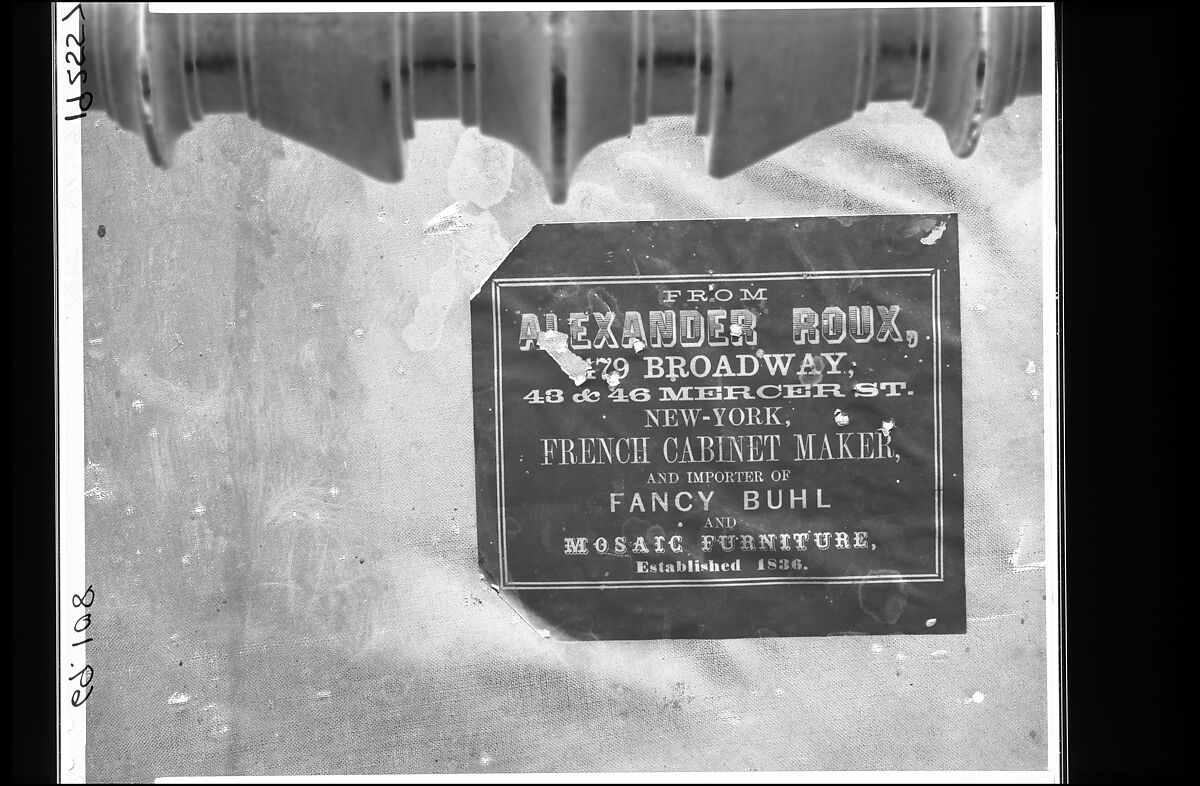 FROM
ALEXANDER ROUX,
479 BROADWAY,
43 & 46 MERCER ST.
NEW-YORK,
FRENCH CABINET MAKER,
AND IMPORTER OF
FANCY BUHL
AND
MOSAIC FURNITURE,
Established 1836.